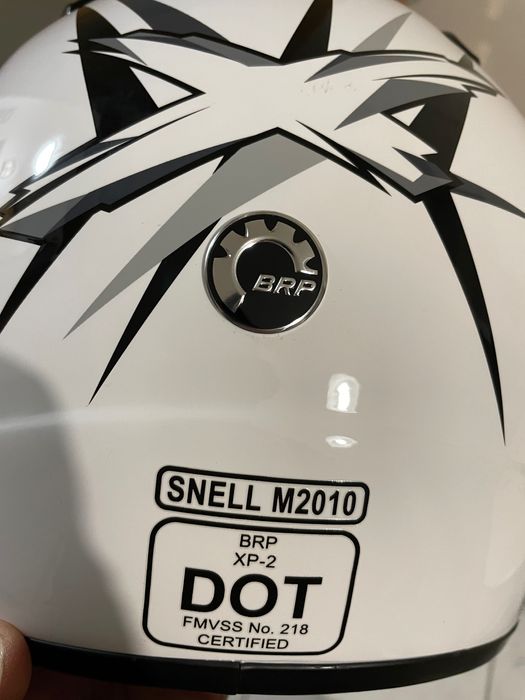 BRP
SNELL M2010
BRP
XP-2
DOT
FMVSS No. 218
CERTIFIED